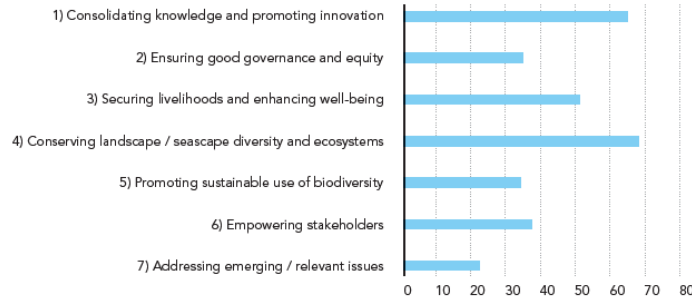 1) Consolidating knowledge and promoting innovation
2) Ensuring good governance and equity
3) Securing livelihoods and enhancing well-being
4) Conserving landscape / seascape diversity and ecosystems
5) Promoting sustainable use of biodiversity
6) Empowering stakeholders
7) Addressing emerging / relevant issues
0 10 20 30 40 50 60 70 80